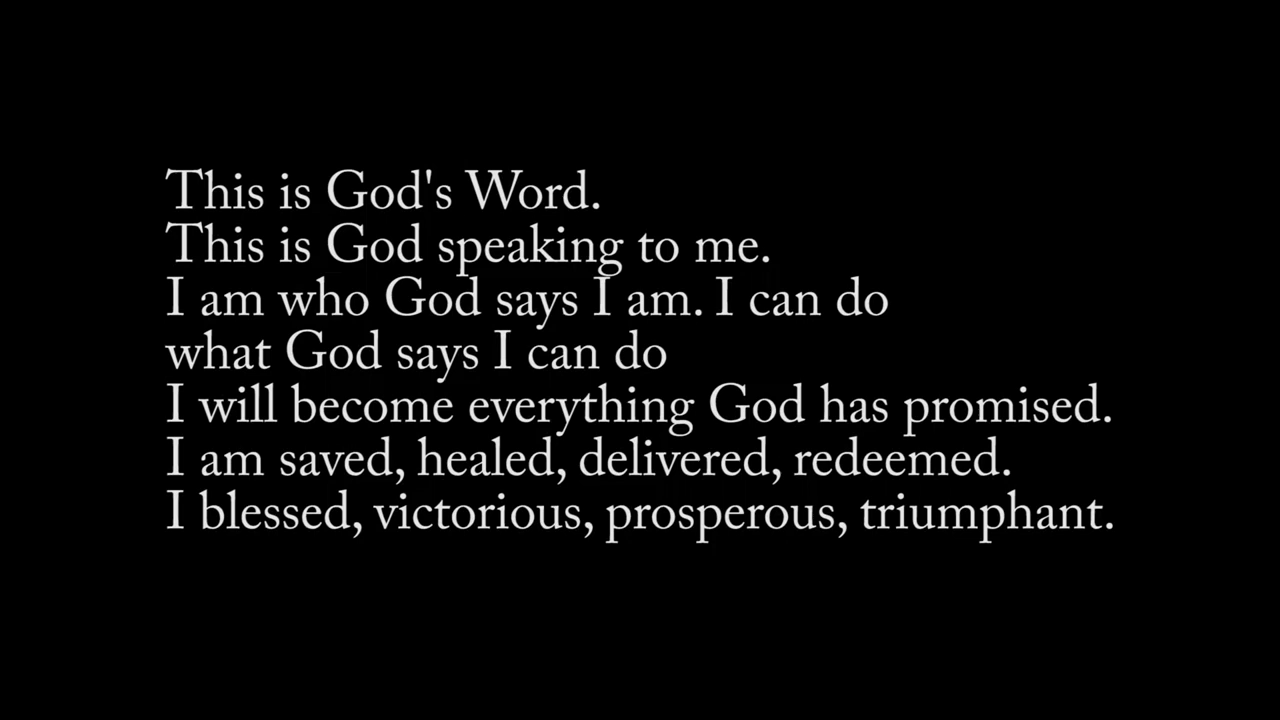 This is God's Word.
This is God speaking to me.
I am who God says I am. I can do
what God says I can do
I will become everything God has promised.
I am saved, healed, delivered, redeemed.
I blessed, victorious, prosperous, triumphant.